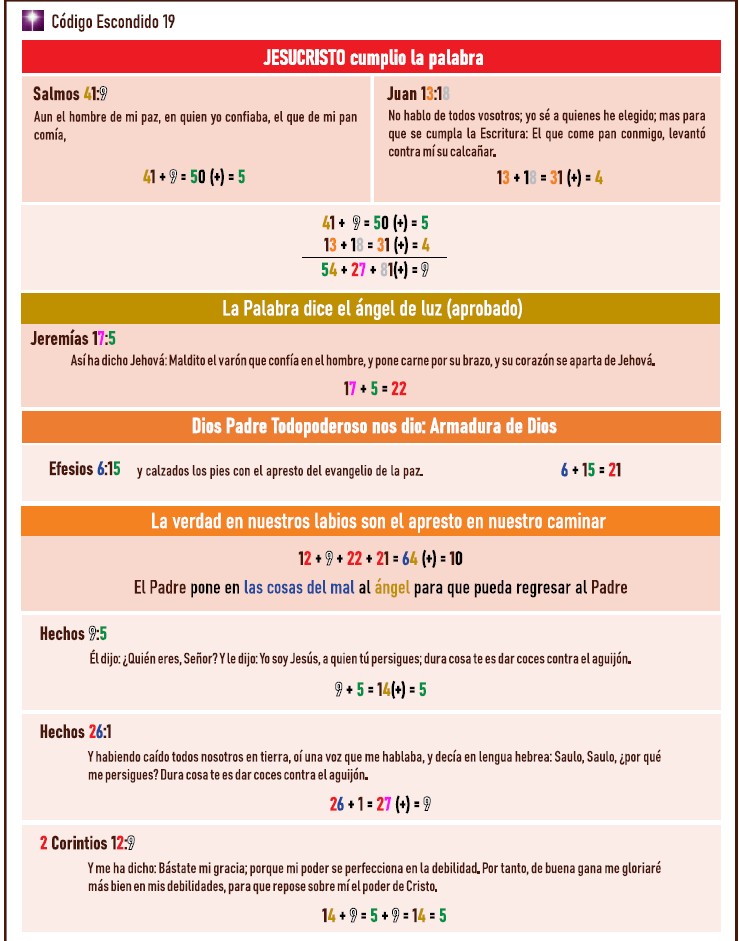 Código Escondido 19
JESUCRISTO cumplio la palabra
Salmos 41:9
Aun el hombre de mi paz, en quien yo confiaba, el que de mi pan
comía,
41 + 9 = 50 (+) = 5
Juan 13:18
No hablo de todos vosotros; yo sé a quienes he elegido; mas para
que se cumpla la Escritura: El que come pan conmigo, levantó
contra mí su calcañar.
13 + 18 = 31 (+) = 4
41 + 9 = 50 (+) = 5
13 + 18 = 31 (+) = 4
54 + 27 + 81(+) = 9
La Palabra dice el ángel de luz (aprobado)
Jeremías 17:5
Así ha dicho Jehová: Maldito el varón que confía en el hombre, y pone carne por su brazo, y su corazón se aparta de Jehová.
17 + 5 = 22
Dios Padre Todopoderoso nos dio: Armadura de Dios
Efesios 6:15 y calzados los pies con el apresto del evangelio de la paz. 6 + 15 = 21
La verdad en nuestros labios son el apresto en nuestro caminar
12 + 9 + 22 + 21 = 64 (+) = 10
El Padre pone en las cosas del mal al ángel para que pueda regresar al Padre
Hechos 9:5
Él dijo: ¿Quién eres, Señor? Y le dijo: Yo soy Jesús, a quien tú persigues; dura cosa te es dar coces contra el aguijón.
9 + 5 = 14(+) = 5
Hechos 26:1
Y habiendo caído todos nosotros en tierra, oí una voz que me hablaba, y decía en lengua hebrea: Saulo, Saulo, ¿por qué
me persigues? Dura cosa te es dar coces contra el aguijón.
26 + 1 = 27 (+) = 9
2 Corintios 12:9
Y me ha dicho: Bástate mi gracia; porque mi poder se perfecciona en la debilidad. Por tanto, de buena gana me gloriaré
más bien en mis debilidades, para que repose sobre mí el poder de Cristo.
14 + 9 = 5 + 9 = 14 = 5